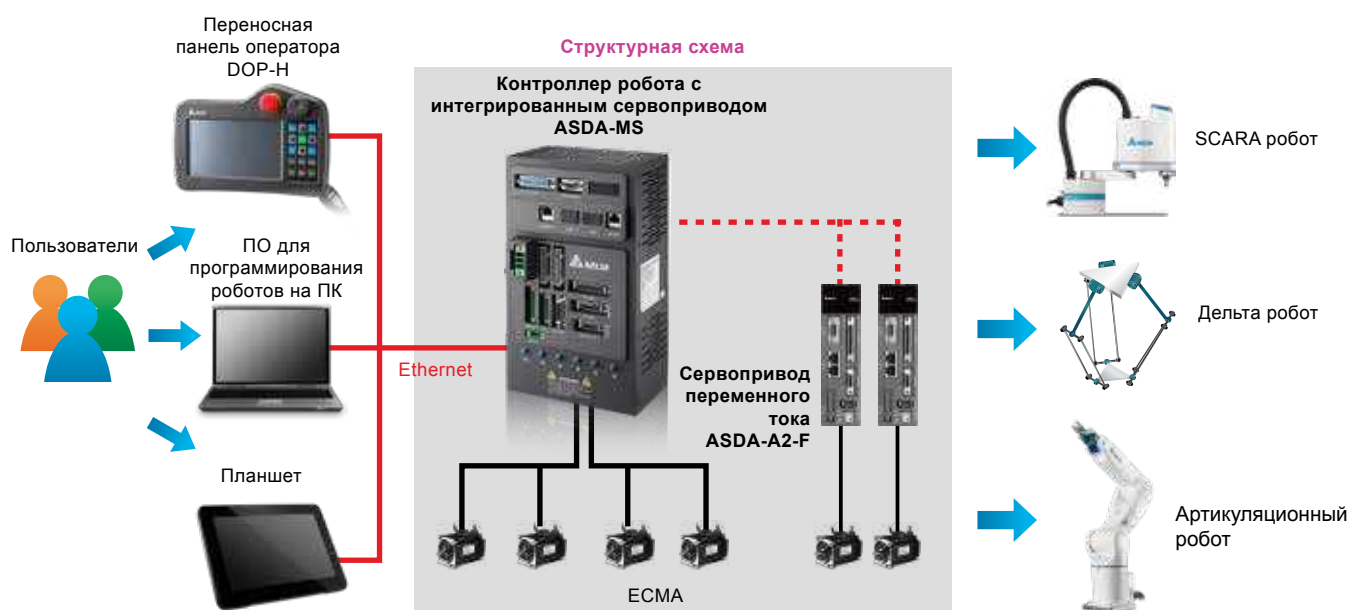 Переносная
панель оператора
DOP-H
Структурная схема
Контроллер робота с
интегрированным сервоприводом
ASDA-MS
SCARA робот
Пользователи
ПО для
программирования
роботов на ПК
Ethernet
Дельта робот
Сервопривод
переменного
тока
ASDA-A2-F
Планшет
Артикуляционный
робот
ECMA